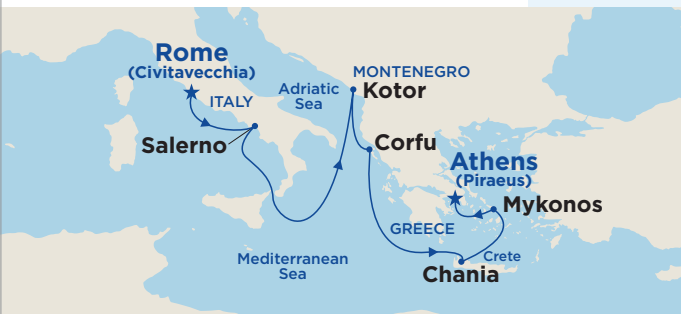 Rome
(Civitavecchia)
ITALY
Salerno
Adriatic
Sea
MONTENEGRO
Kotor
Corfu
Athens
(Piraeus)
Mykonos
GREECE
Mediterranean
Sea
Crete
Chania